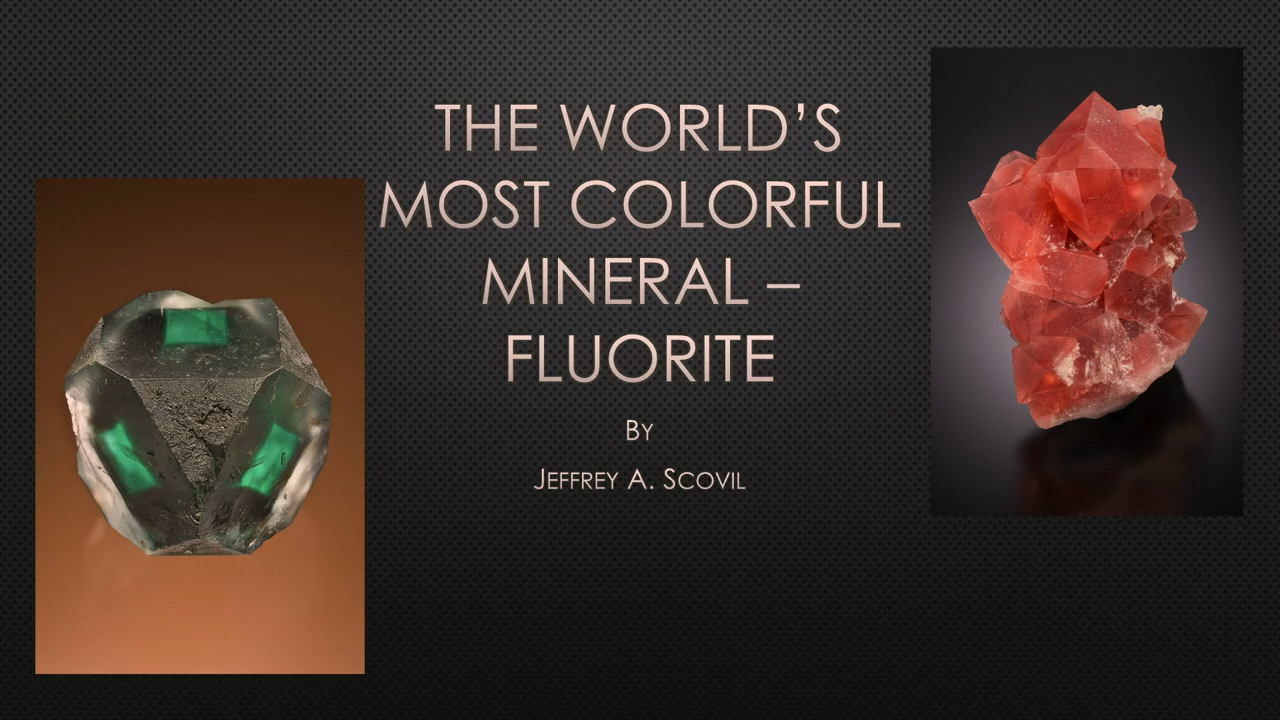 THE WORLD’S
MOST COLORFUL
MINERAL –
FLUORITE
BY
JEFFREY A. SCOVIL